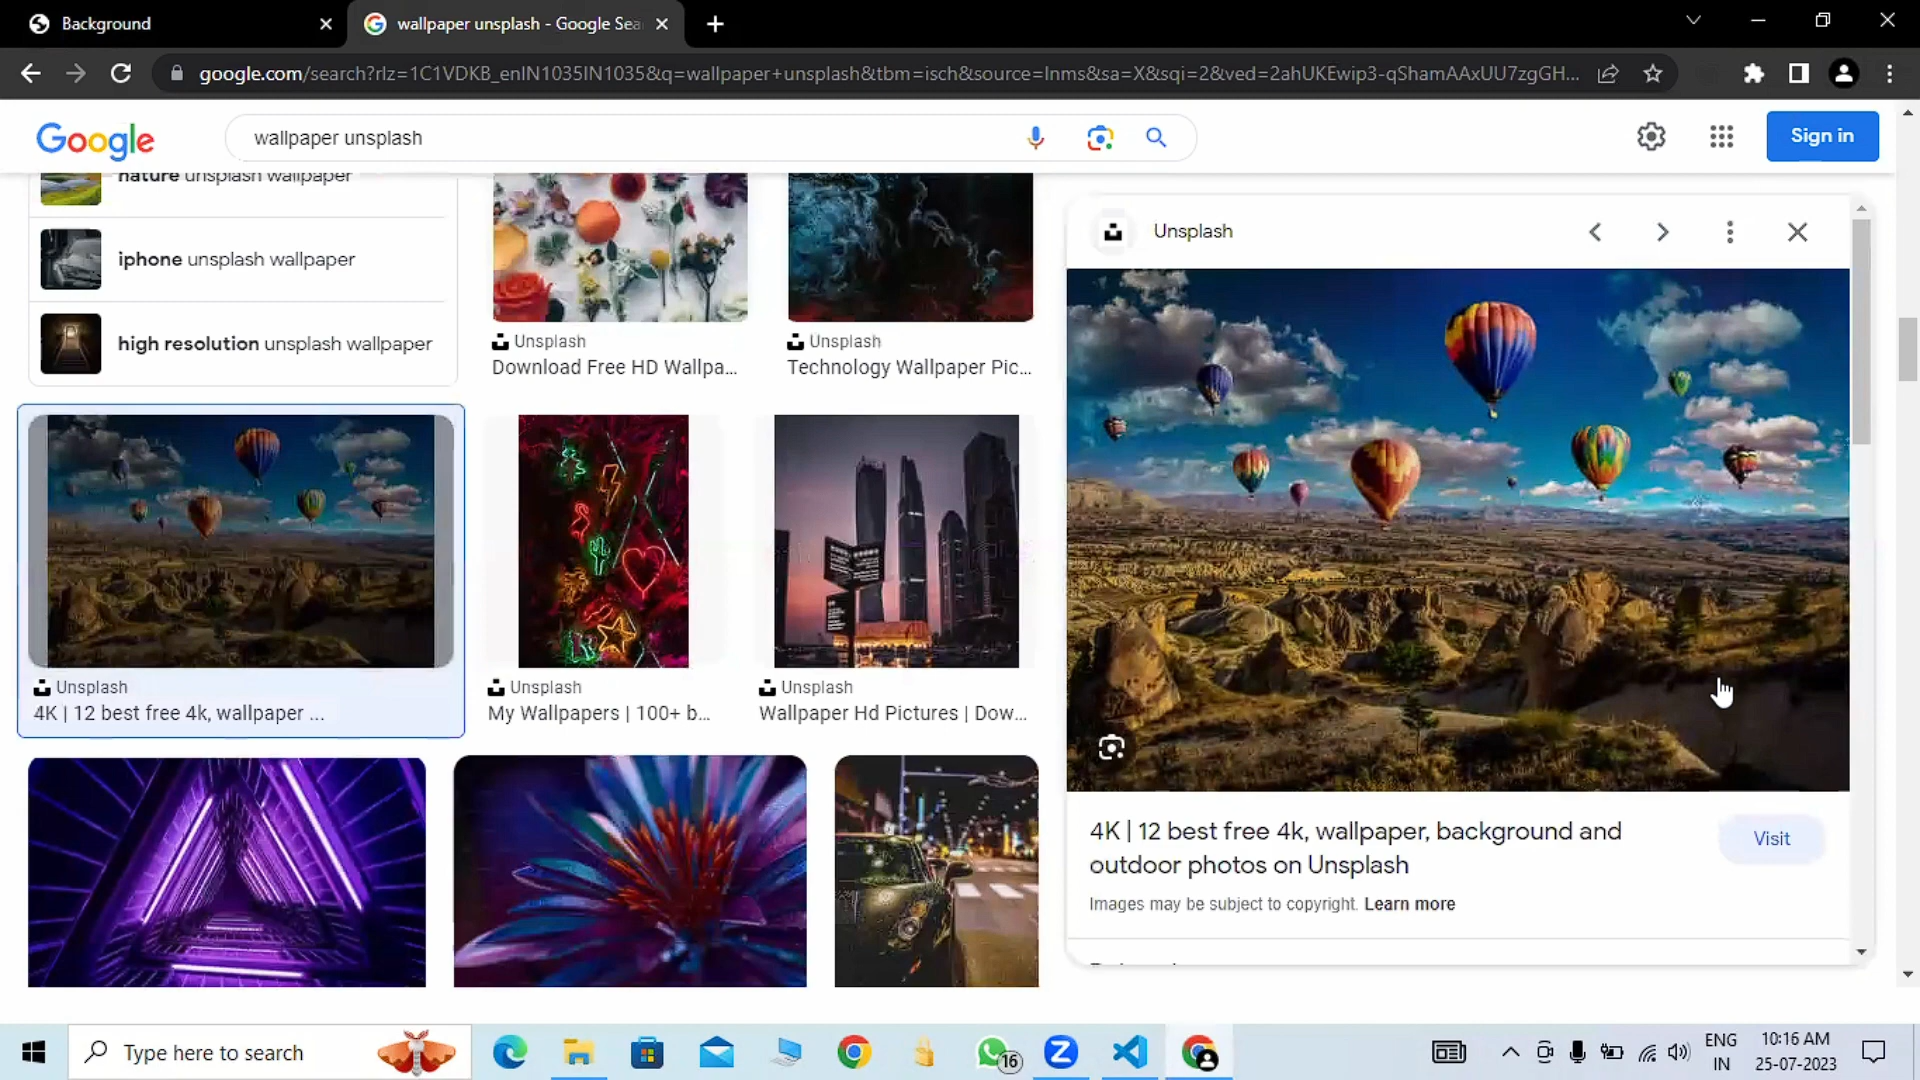 Background
wallpaper unsplash - Google Sea
google.com/search?rlz=1C1VDKB_enIN1035IN1035&q=wallpaper+unsplash&tbm=isch&source=lnms&sa=X&sqi=2&ved=2ahUKEwip3-qShamAAxUU7zgGH...
Google
wallpaper unsplash
Sign in
nature unsplash wallpaper
iphone unsplash wallpaper
high resolution unsplash wallpaper
Unsplash
Download Free HD Wallpa...
Unsplash
Technology Wallpaper Pic...
Unsplash
4K | 12 best free 4k, wallpaper ...
Unsplash
My Wallpapers | 100+ b...
Unsplash
Wallpaper Hd Pictures | Dow...
Unsplash
4K | 12 best free 4k, wallpaper, background and
outdoor photos on Unsplash
Visit
Images may be subject to copyright. Learn more
Type here to search
16
ENG
IN
10:16 AM
25-07-2023